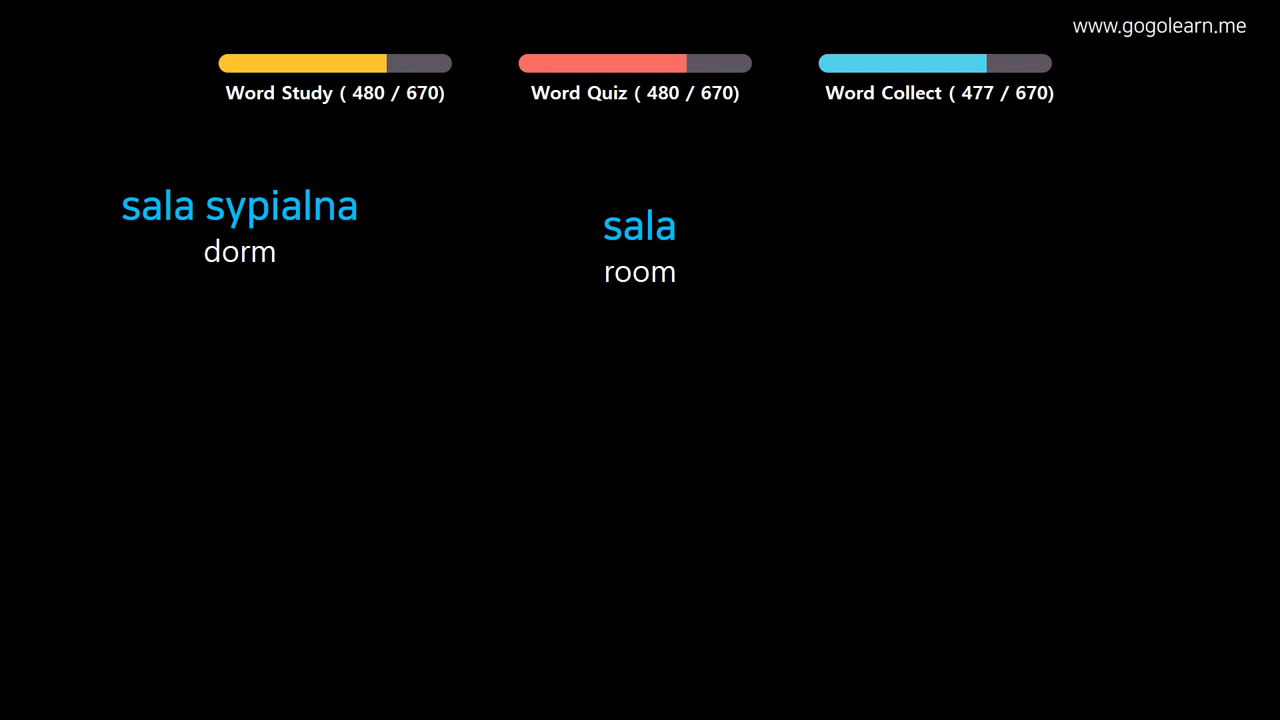 www.gogolearn.me
Word Study ( 480 / 670)
Word Quiz ( 480 / 670)
Word Collect ( 477 / 670)
sala sypialna
dorm
sala
room